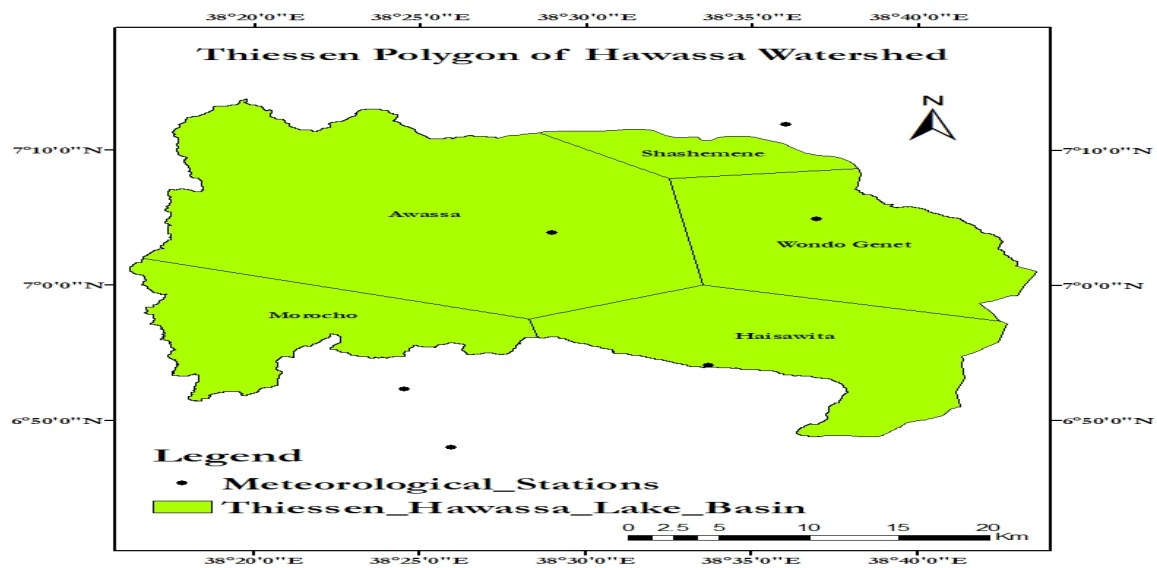 38°20'0"E 38°25'0"E 38°30'0"E 38°35'0"E 38°40'0"E
Thiessen Polygon of Hawassa Watershed
N
7°10'0"N 7°10'0"N
Shashemene
Awassa
Wondo Genet
7°0'0"N 7°0'0"N
Morocho
Haisawita
6°50'0"N 6°50'0"N
Legend
Meteorological_Stations
Thiessen_Hawassa_Lake_Basin
0 2.5 5 10 15 20
Km
38°20'0"E 38°25'0"E 38°30'0"E 38°35'0"E 38°40'0"E